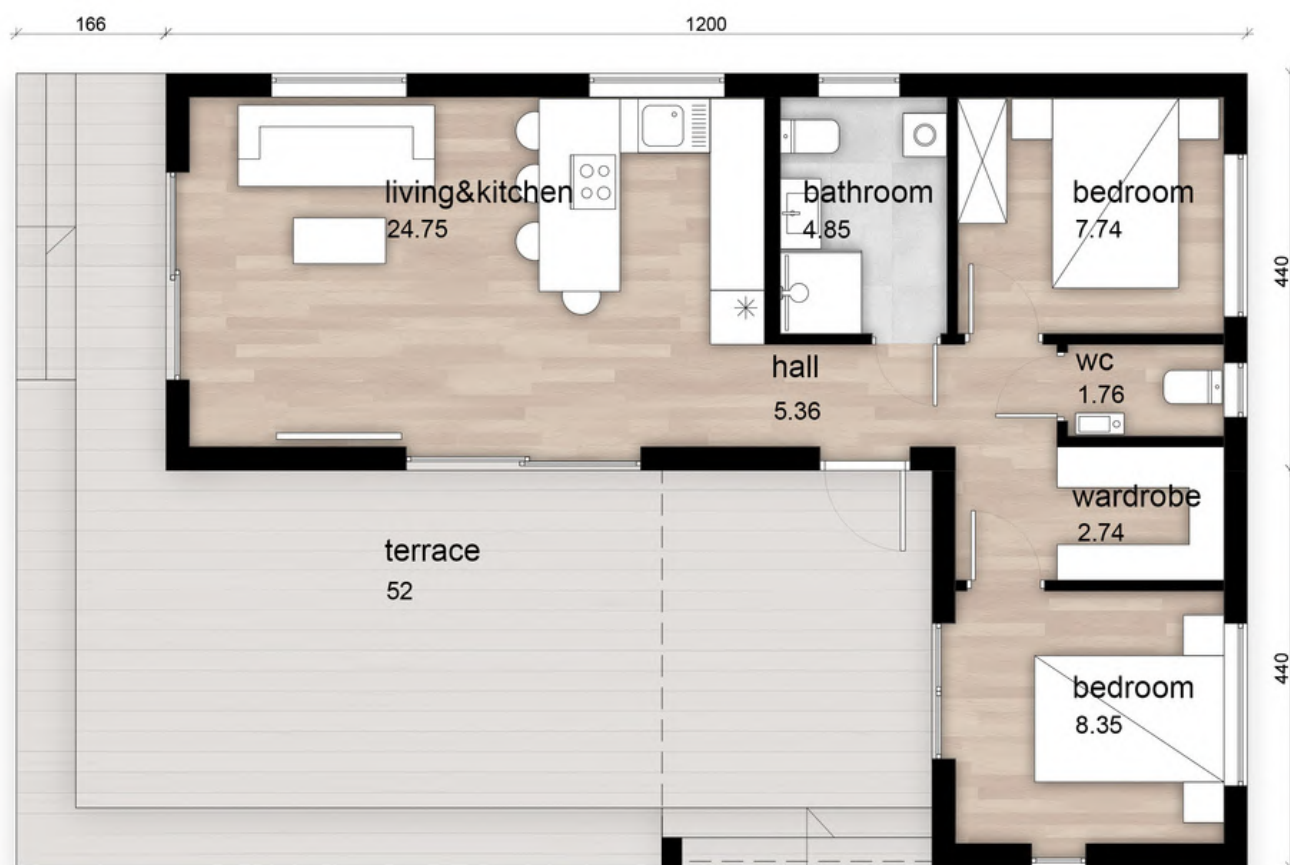 166
1200
living&kitchen
24.75
bathroom
4.85
bedroom
7.74
440
hall
5.36
wc
1.76
wardrobe
2.74
terrace
52
bedroom
8.35
440